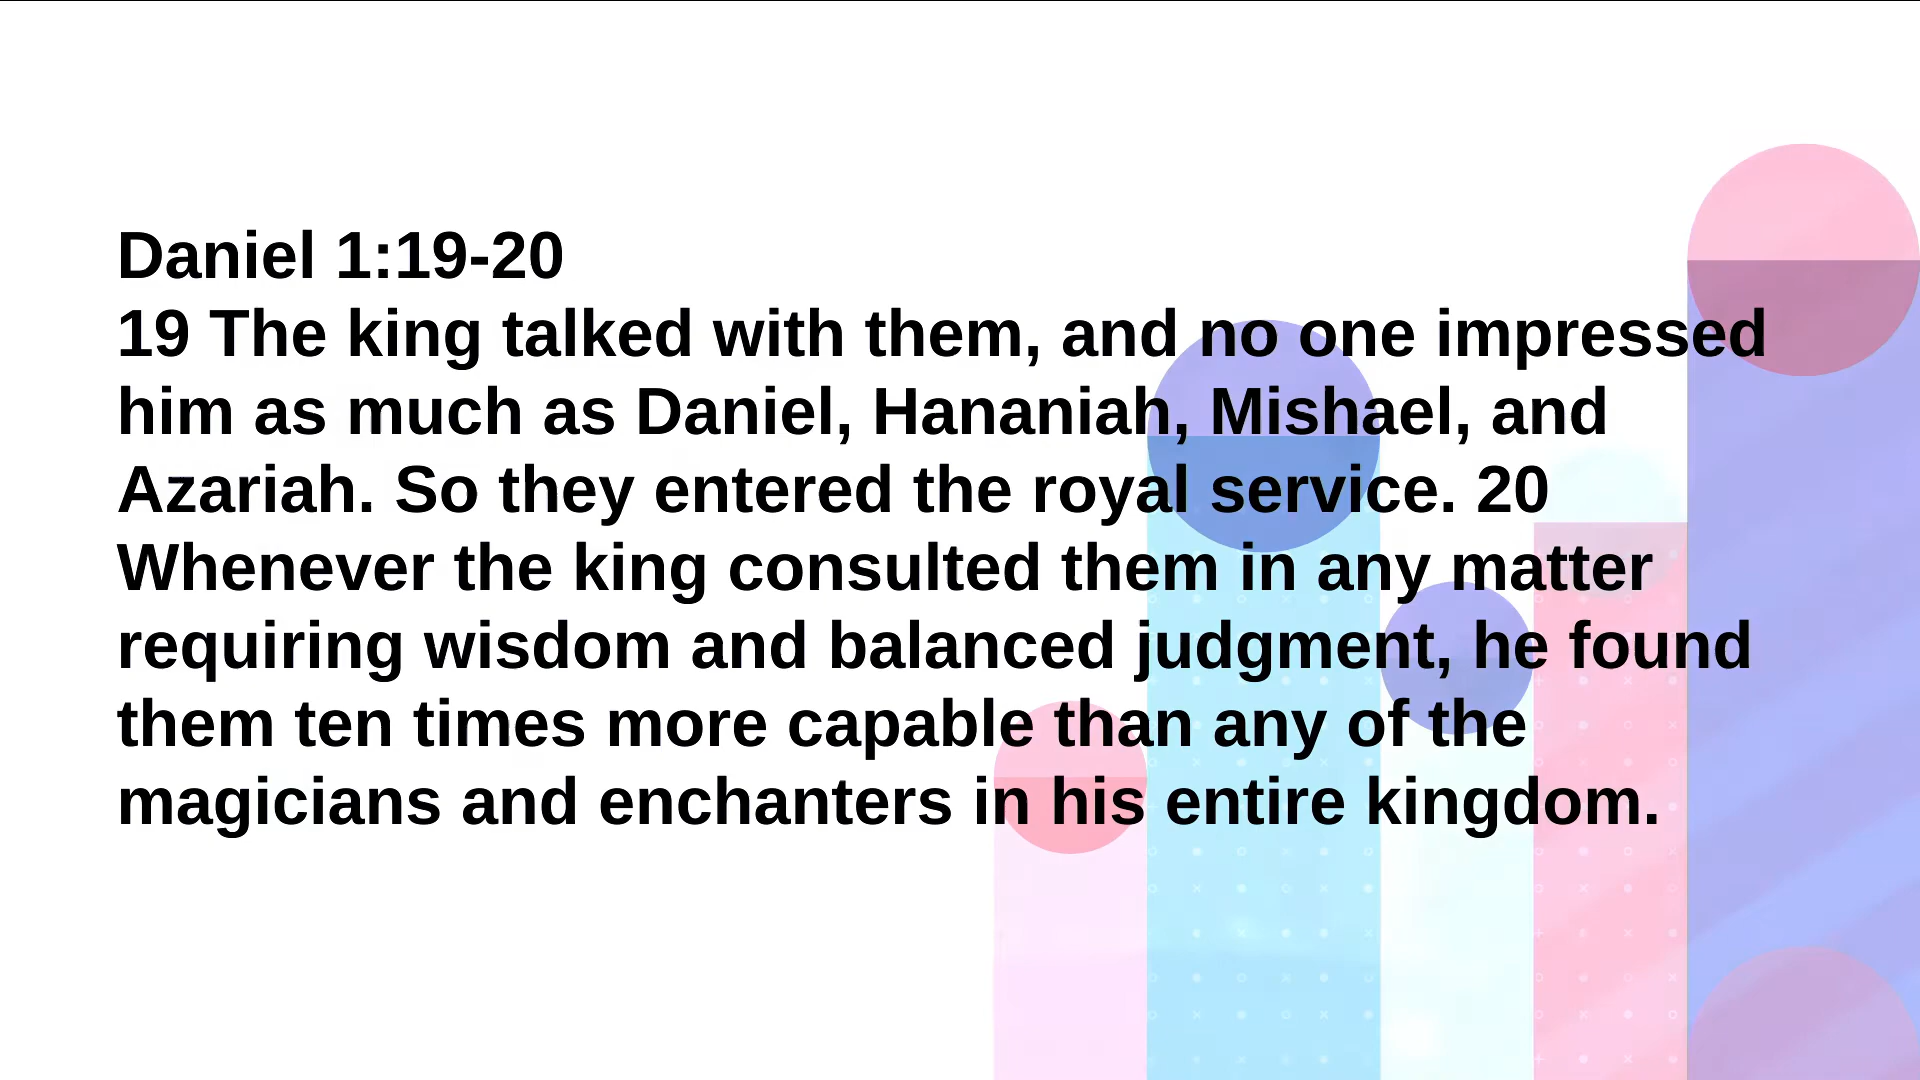 Daniel 1:19-20
19 The king talked with them, and no one impressed
him as much as Daniel, Hananiah, Mishael, and
Azariah. So they entered the royal service. 20
Whenever the king consulted them in any matter
requiring wisdom and balanced judgment, he found
them ten times more capable than any of the
magicians and enchanters in his entire kingdom.